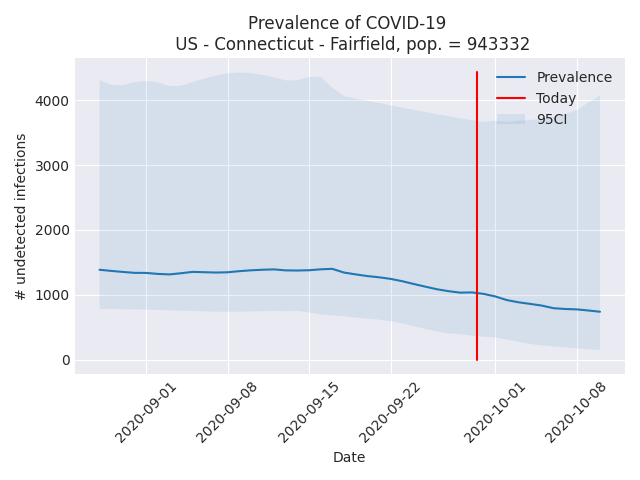 Prevalence of COVID-19
US - Connecticut - Fairfield, pop. = 943332
# undetected infections
4000
3000
2000
1000
0
Prevalence
Today
95CI
2020-09-01
2020-09-08
2020-09-15
2020-09-22
2020-10-01
2020-10-08
Date